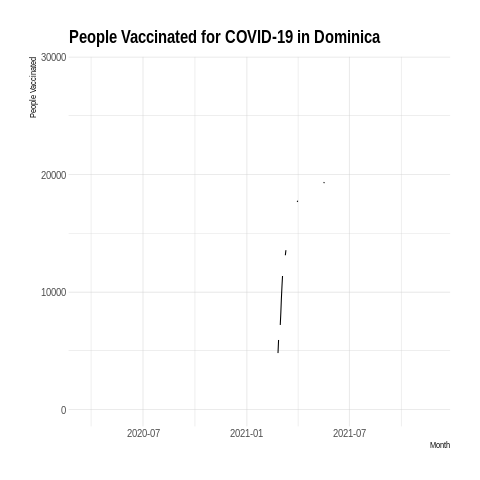 People Vaccinated for COVID-19 in Dominica
People Vaccinated
30000
20000
10000
0
2020-07
2021-01
2021-07
Month